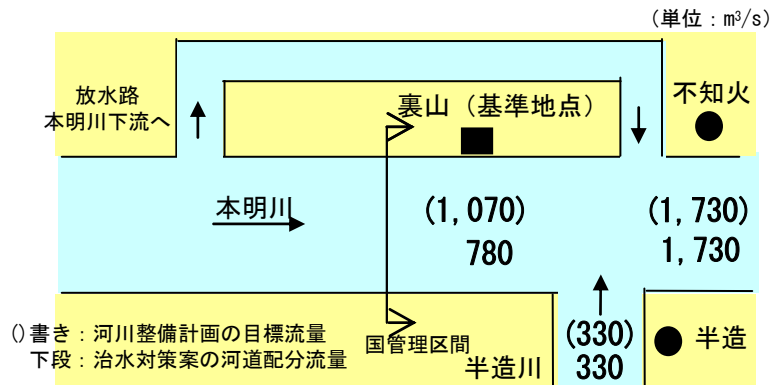 (単位：m³/s)
放水路
本明川下流へ
裏山（基準地点）
不知火
本明川
(1,070)
780
(1,730)
1,730
()書き：河川整備計画の目標流量
下段：治水対策案の河道配分流量
国管理区間
半造川
(330)
330
半造